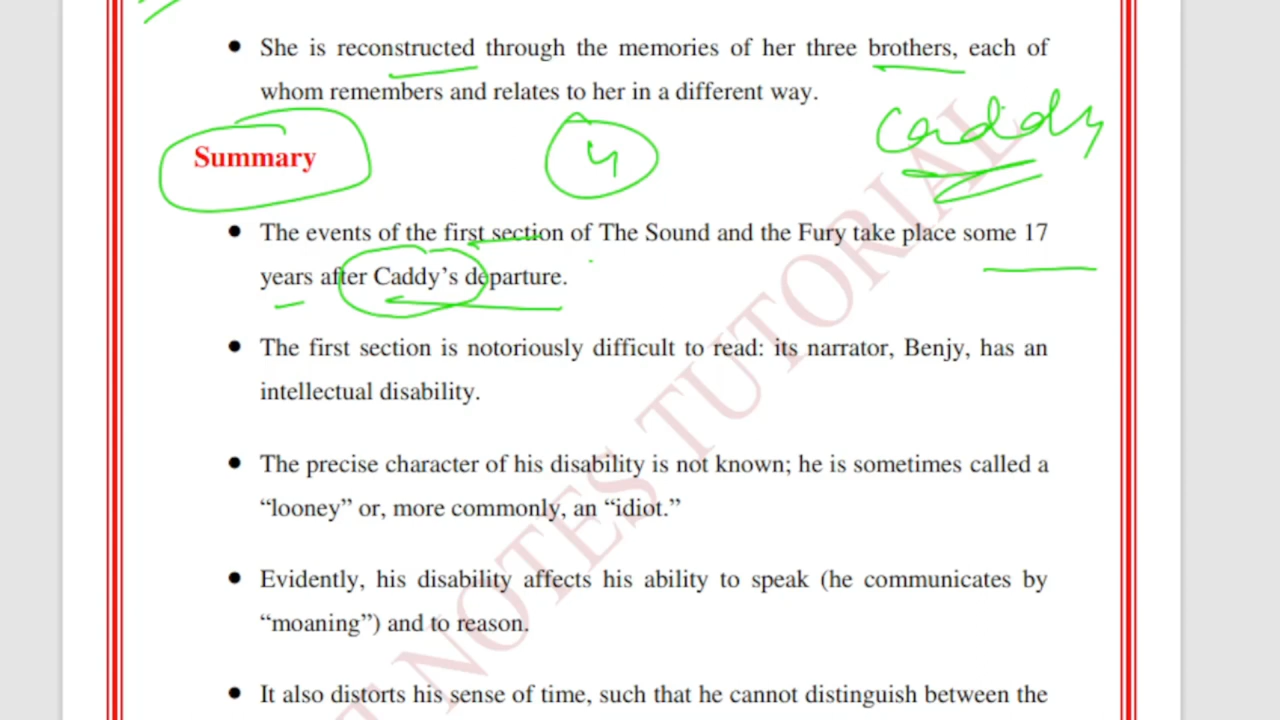 ● She is reconstructed through the memories of her three brothers, each of
whom remembers and relates to her in a different way.
caddy
Summary
4
● The events of the first section of The Sound and the Fury take place some 17
years after Caddy’s departure.
● The first section is notoriously difficult to read: its narrator, Benjy, has an
intellectual disability.
● The precise character of his disability is not known; he is sometimes called a
“looney” or, more commonly, an “idiot.”
● Evidently, his disability affects his ability to speak (he communicates by
“moaning”) and to reason.
● It also distorts his sense of time, such that he cannot distinguish between the
NOTES TUTORIAL